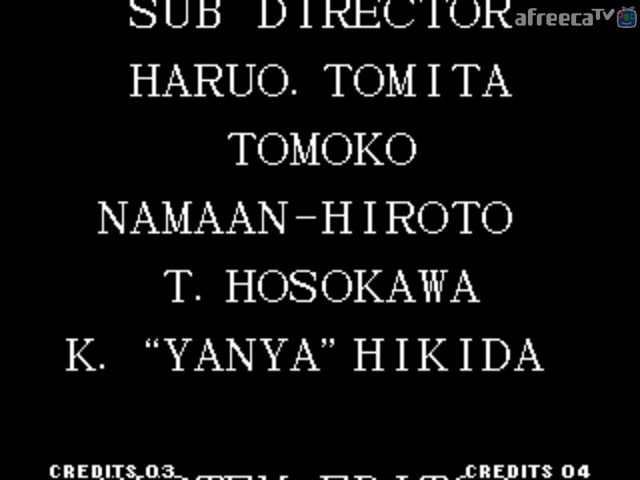 SUB DIRECTOR
afreecaTV
HARUO. TOMITA
TOMOKO
NAMAAN-HIROTO
T. HOSOKAWA
K. “YANYA” HIKIDA
CREDITS 03
CREDITS 04